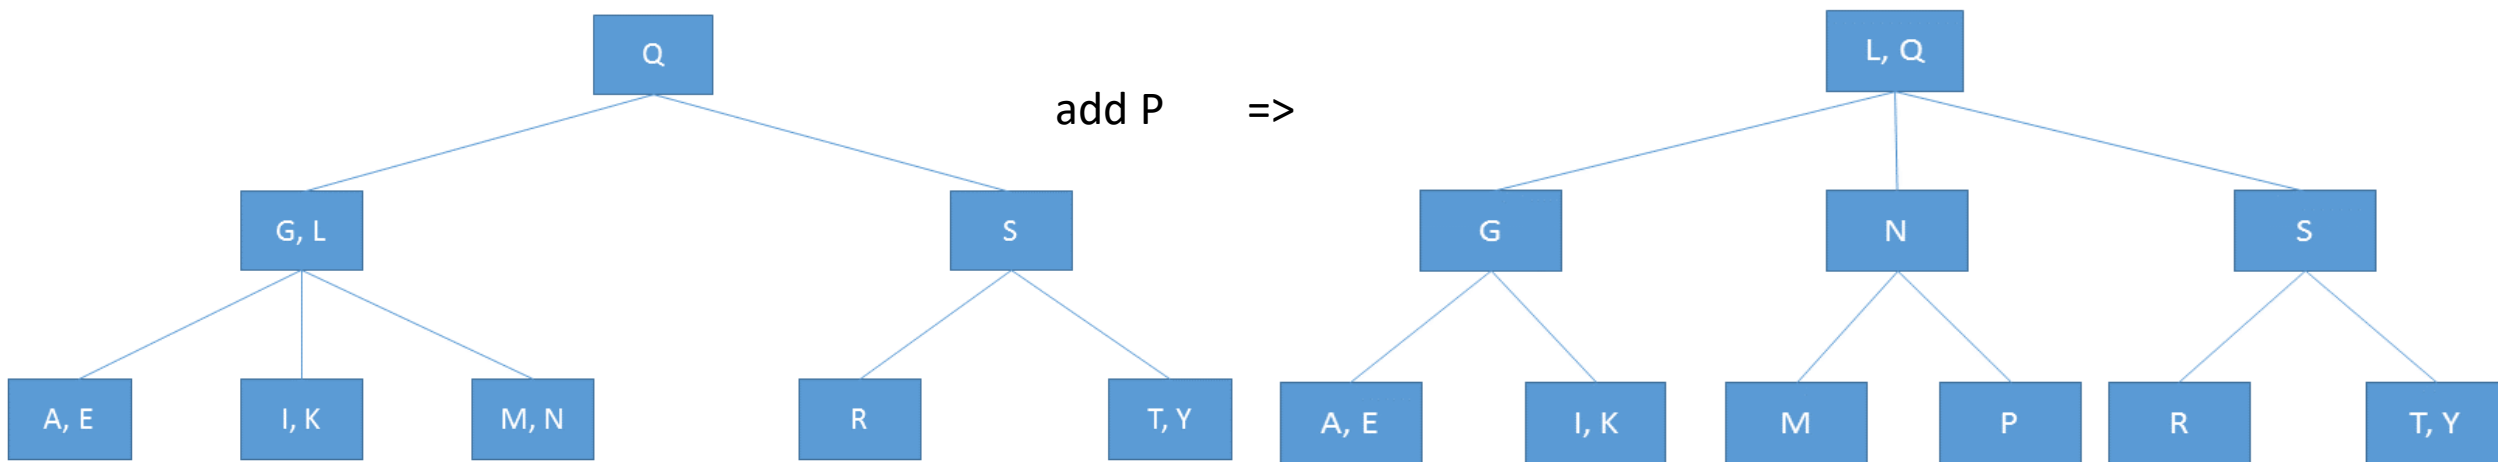 Q
add P =>
L, Q
G, L
S
G
N
S
A, E
I, K
M, N
R
T, Y
A, E
I, K
M
P
R
T, Y